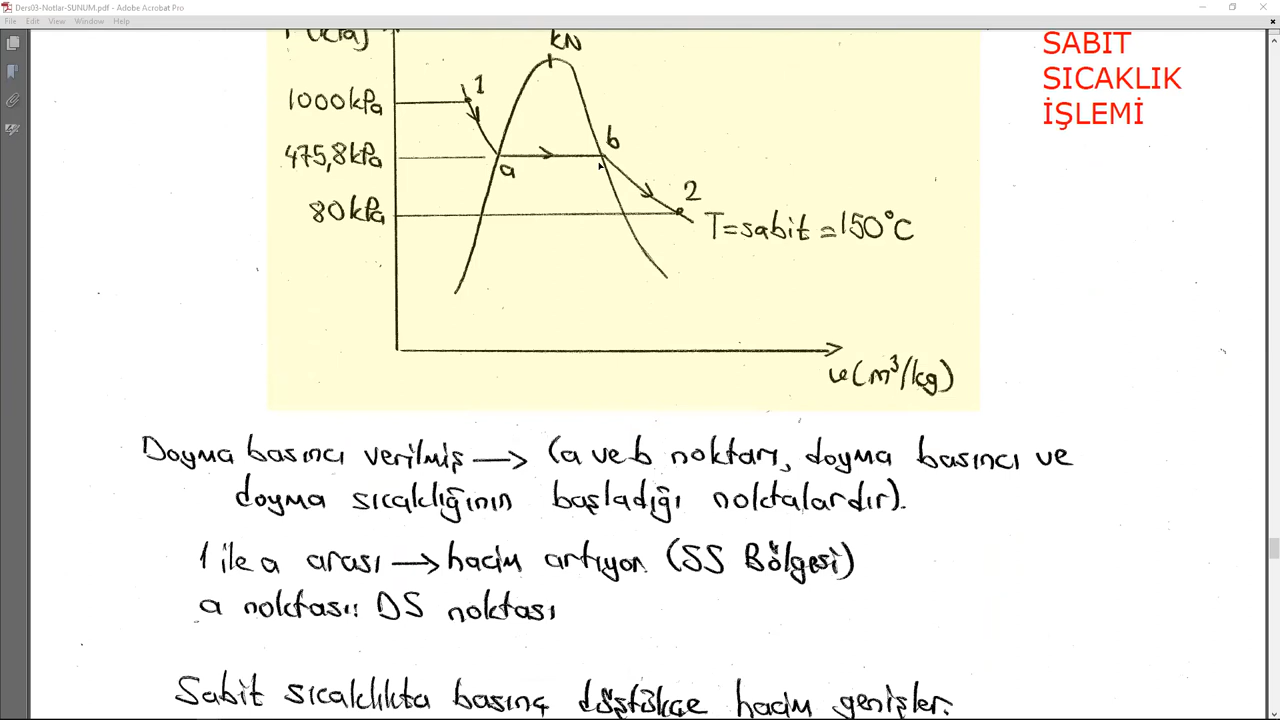 Ders03-Notlar-SUNUM.pdf - Adobe Acrobat Pro
File Edit View Window Help
SABİT
SICAKLIK
İŞLEMİ
KN
1
1000kPa
b
475,8kPa
a
2
80kPa
T=sabit=150°C
v(m³/kg)
Doyma basıncı verilmiş → (a ve b noktaları, doyma basıncı ve
doyma sıcaklığının başladığı noktalardır).
1 ile a arası → hacim artıyor. (SS Bölgesi)
a noktası: DS noktası
Sabit sıcaklıkta basınç düştükçe hacim genişler.